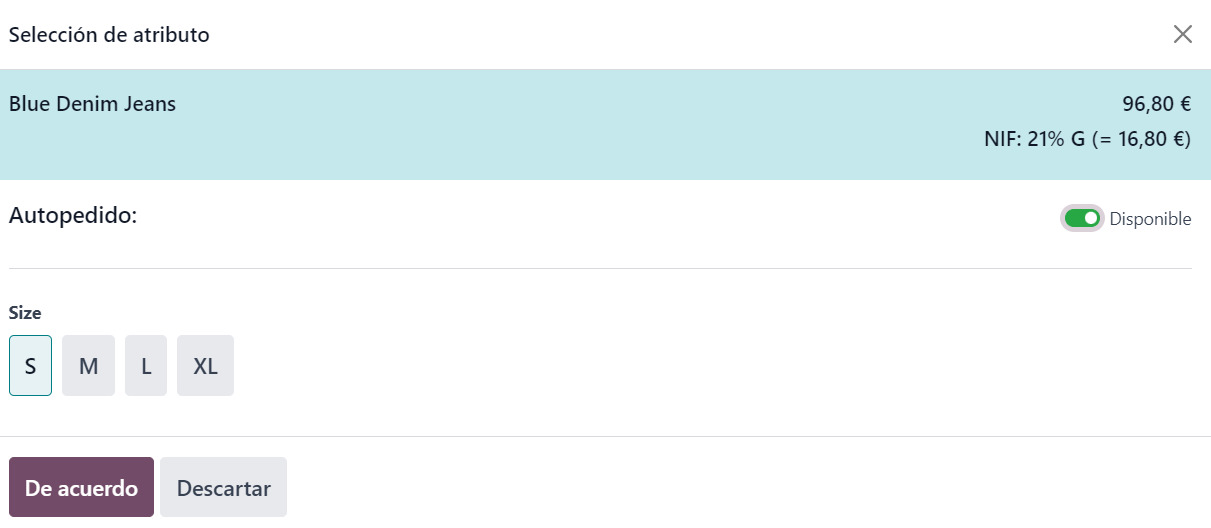 Selección de atributo
Blue Denim Jeans 96,80 €
NIF: 21% G (= 16,80 €)
Autopedido: Disponible
Size
S M L XL
De acuerdo Descartar